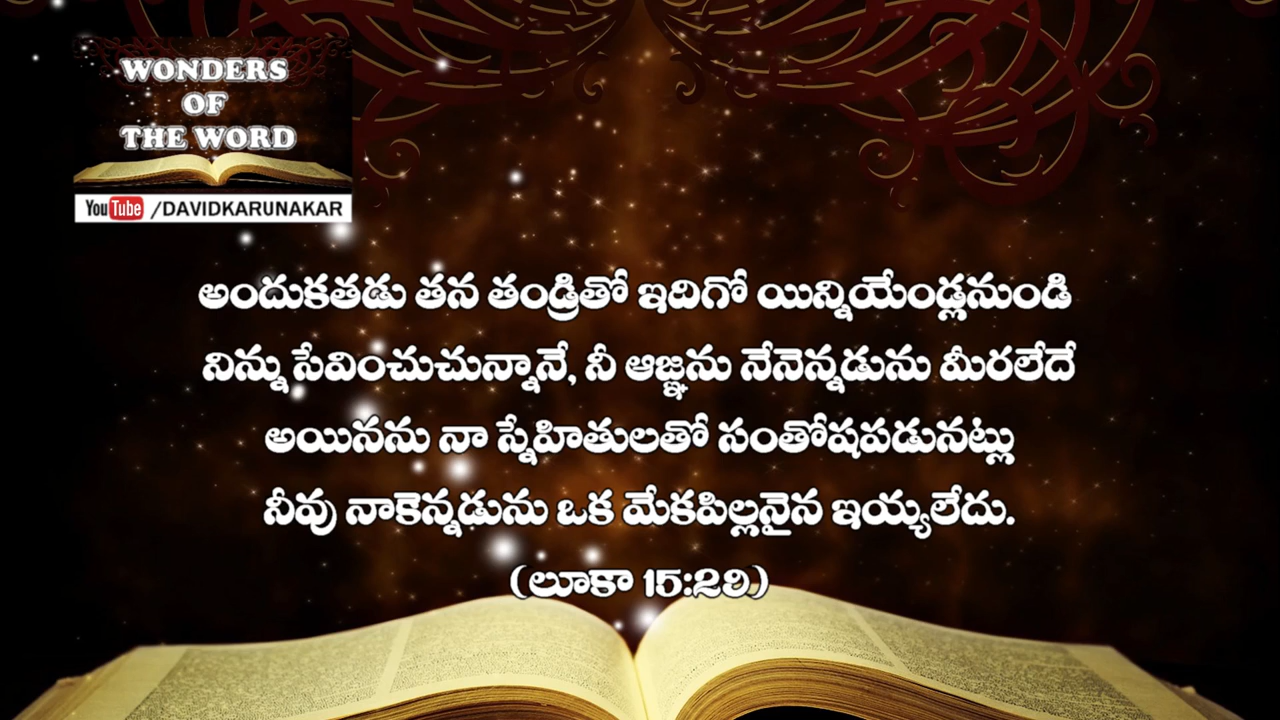 WONDERS
OF
THE WORD
YouTube /DAVIDKARUNAKAR
అందుకతడు తన తండ్రితో ఇదిగో యిన్నియేండ్లనుండి
నిన్ను సేవించుచున్నానే, నీ ఆజ్ఞను నేనెన్నడును మీరలేదే
అయినను నా స్నేహితులతో సంతోషపడునట్లు
నీవు నాకెన్నడును ఒక మేకపిల్లనైన ఇయ్యలేదు.
(లూకా 15:29)